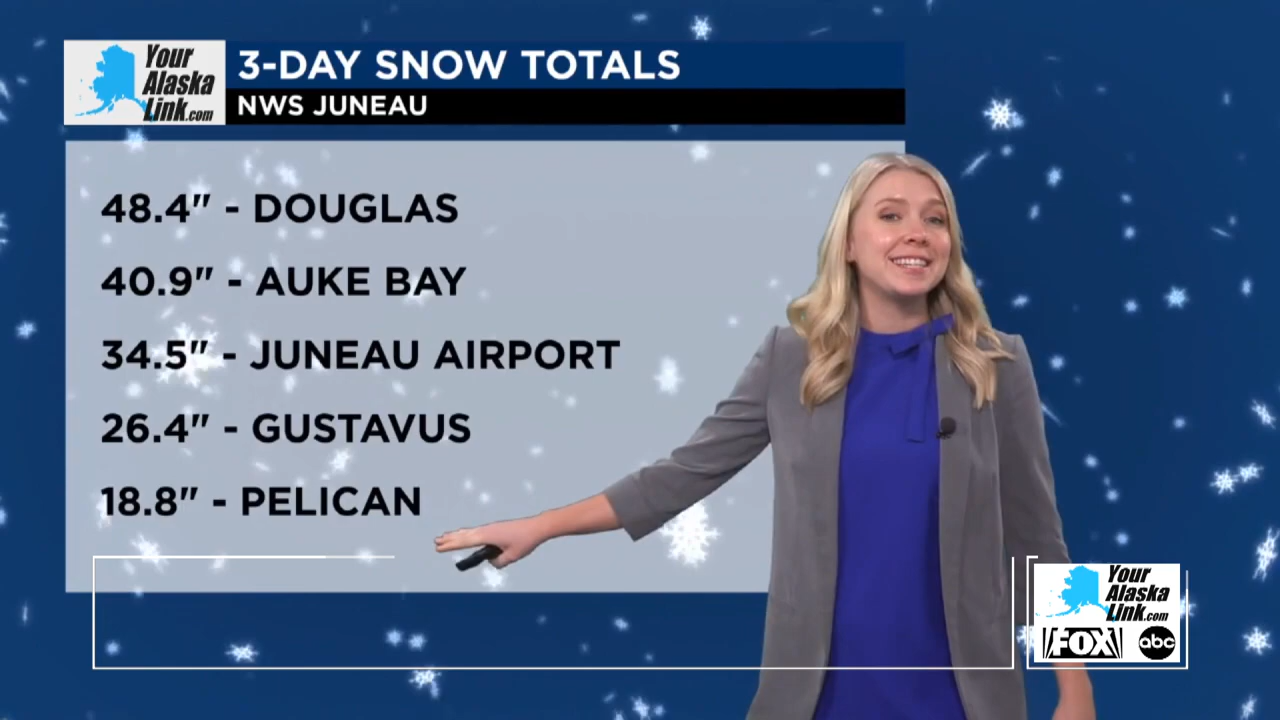 Your
Alaska
Link.com
3-DAY SNOW TOTALS
NWS JUNEAU
48.4" - DOUGLAS
40.9" - AUKE BAY
34.5" - JUNEAU AIRPORT
26.4" - GUSTAVUS
18.8" - PELICAN
Your
Alaska
Link.com
FOX abc